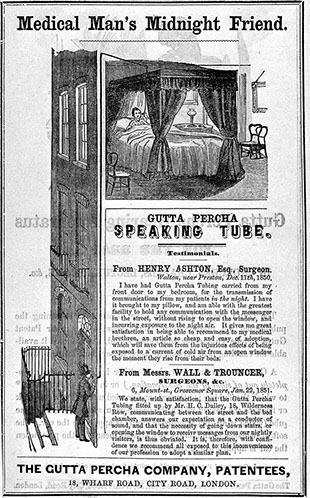 Medical Man's Midnight Friend.
GUTTA PERCHA
SPEAKING TUBE.
Testimonials.
From HENRY ASHTON, Esq., Surgeon.
Walton, near Preston, Dec. 11th, 1850.
I have had Gutta Percha Tubing carried from my
front door to my bedroom, for the transmission of
communications from my patients in the night. I have
brought to my pillow, and am able with the greatest
facility to hold any communication with the messenger
in the street, without rising to open the window, and
incurring exposure to the night air. It gives me great
satisfaction in being able to recommend to my medical
brethren, an article so cheap and easy of adoption,
which will save them from the injurious effects of being
exposed to a current of cold air from an open window
the moment they rise from their beds.
From Messrs. WALL & TROUNCER,
SURGEONS, &c.
Mount-st., Grosvenor Square, Jan. 20, 1851.
We state, with satisfaction, that the Gutta Percha
Tubing fitted up by Mr. H. C. Dalley, 18, Wilderness
Row, communicating between the street and the bed
chamber, answers our expectation as a conductor of
sound, and that the necessity of going down stairs, or
opening the window to receive messages from our nightly
visitors, is thus obviated. It is, therefore, with confi-
dence we recommend all exposed to this inconvenience
of our profession to adopt a similar plan.
THE GUTTA PERCHA COMPANY, PATENTEES,
18, WHARF ROAD, CITY ROAD, LONDON.